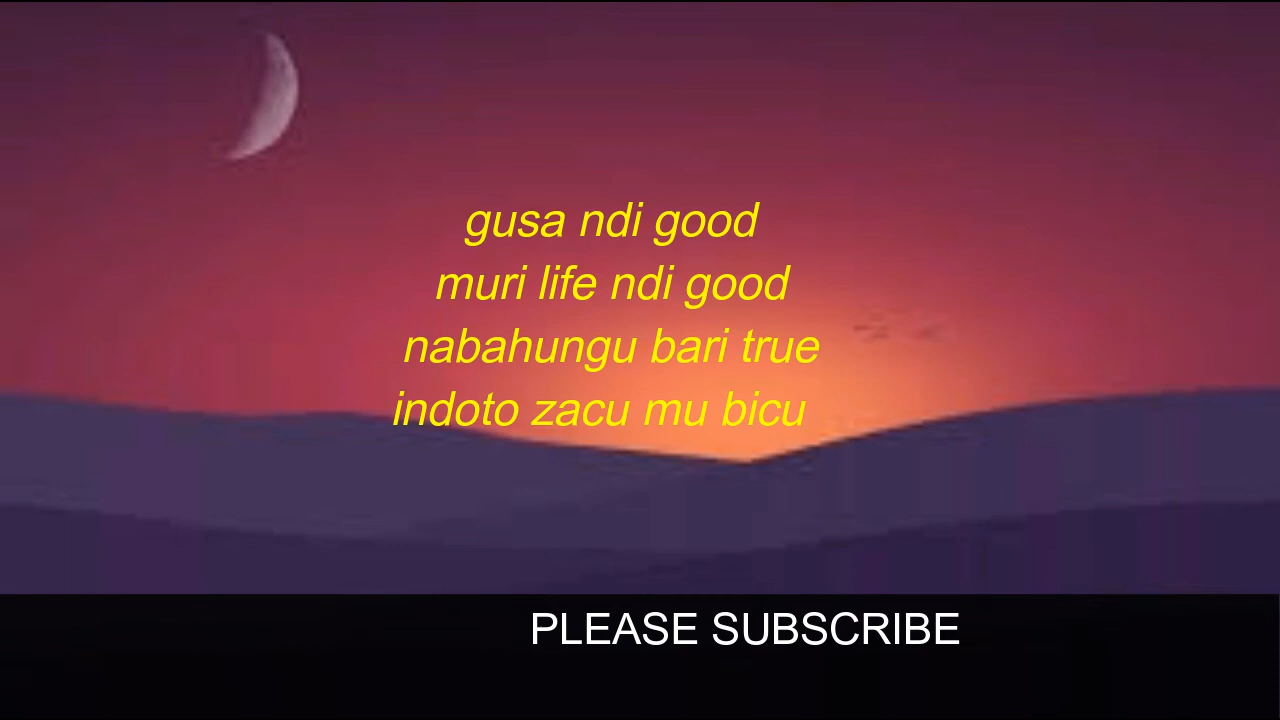 gusa ndi good
muri life ndi good
nabahungu bari true
indoto zacu mu bicu
PLEASE SUBSCRIBE